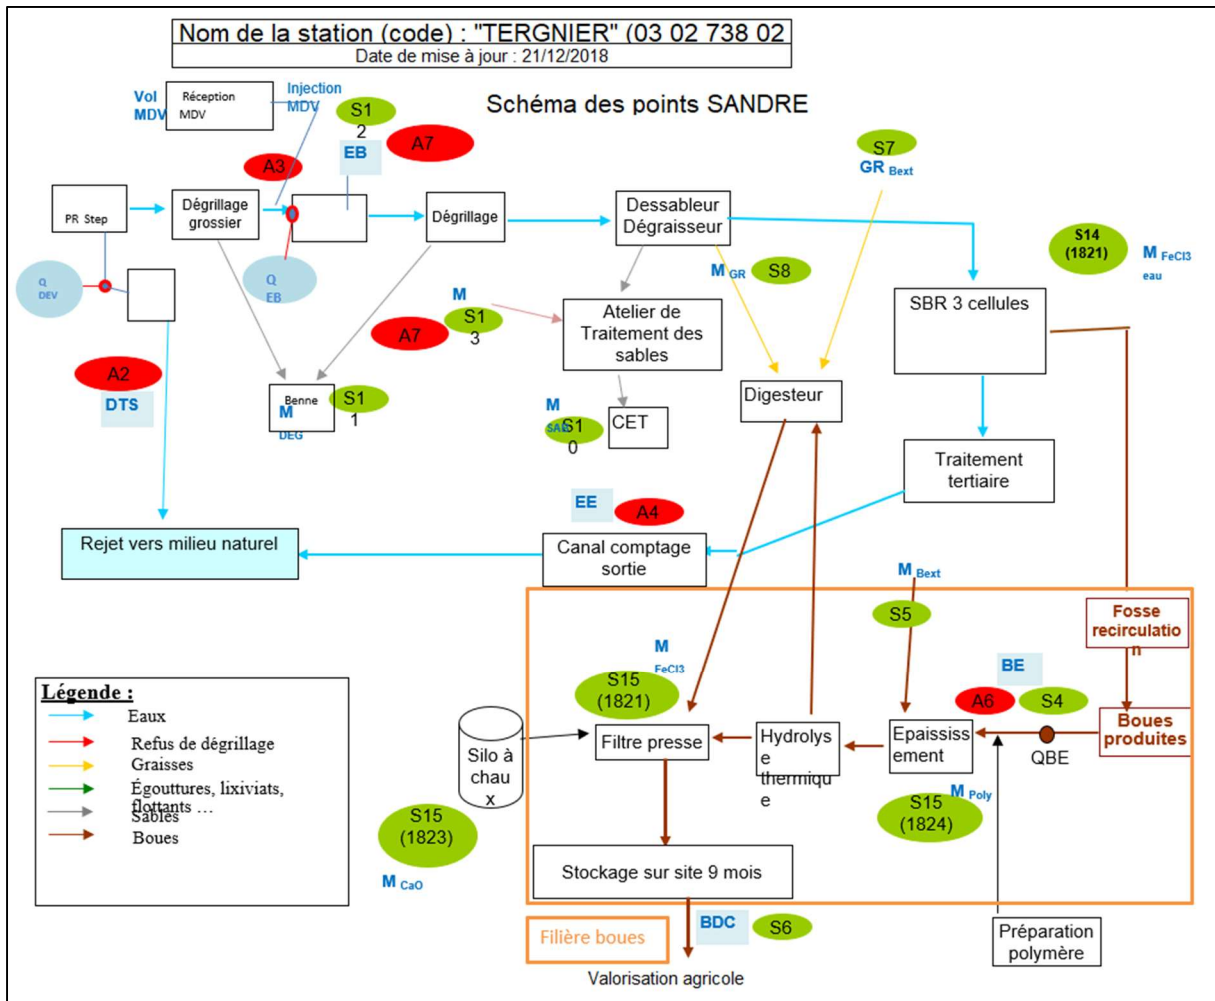 Nom de la station (code) : "TERGNIER" (03 02 738 02
Date de mise à jour : 21/12/2018
Schéma des points SANDRE
Vol
MDV
Réception
MDV
Injection
MDV
S1
2
EB
A7
A3
S7
GR Bext
PR Step
Dégrillage
grossier
Dégrillage
Dessableur
Dégraisseur
S14
(1821)
M FeCl3
eau
Q
DEV
Q
EB
M GR
S8
SBR 3 cellules
A7
M
S1
3
Atelier de
Traitement des
sables
A2
DTS
Benne
M
DEG
S1
1
M
SAB
S1
0
CET
Digesteur
Traitement
tertiaire
EE
A4
Rejet vers milieu naturel
Canal comptage
sortie
M Bext
S5
Fosse
recirculatio
n
M
FeCl3
S15
(1821)
BE
A6
S4
Légende :
Eaux
Refus de dégrillage
Graisses
Égouttures, lixiviats,
flottants …
Sables
Boues
Silo à
chau
x
Filtre presse
Hydrolys
e
thermique
Epaississ
ement
QBE
Boues
produites
S15
(1823)
M CaO
S15
(1824)
M Poly
Stockage sur site 9 mois
Filière boues
BDC
S6
Préparation
polymère
Valorisation agricole